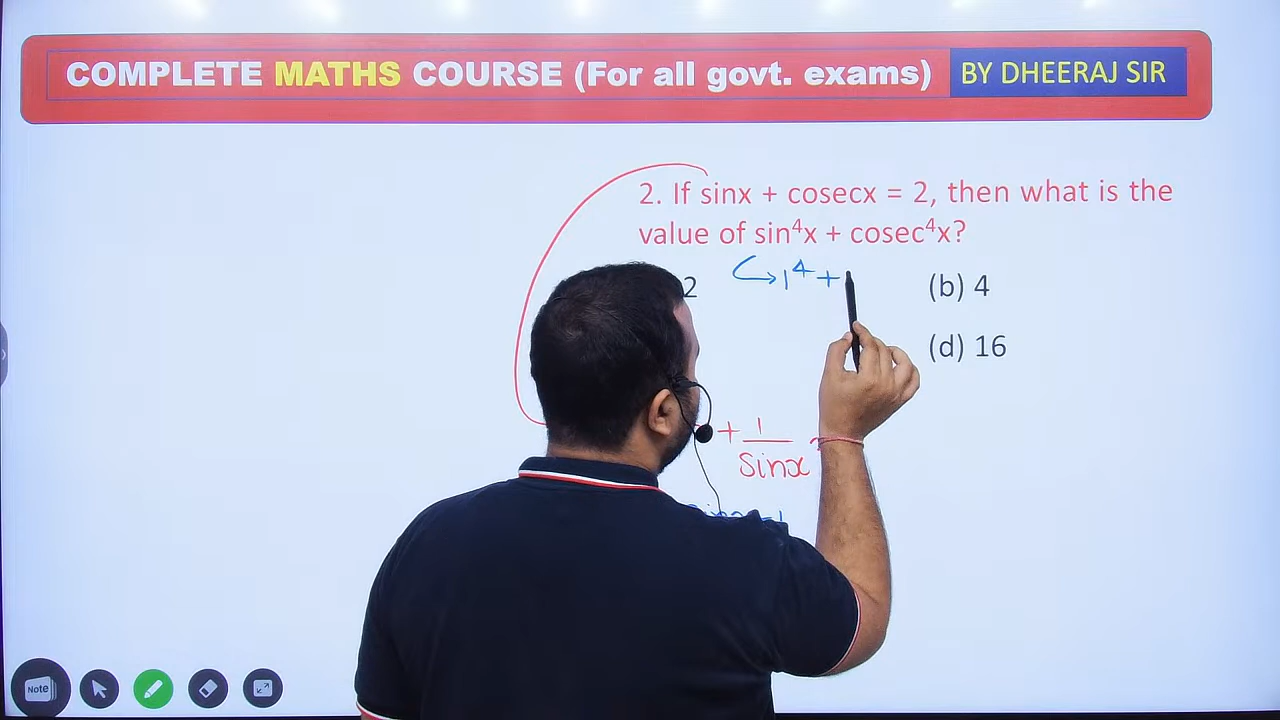 COMPLETE MATHS COURSE (For all govt. exams) BY DHEERAJ SIR
2. If sinx + cosecx = 2, then what is the
value of sin⁴x + cosec⁴x?
2 (b) 4
1⁴ +
(d) 16
+ 1/sinx
Note